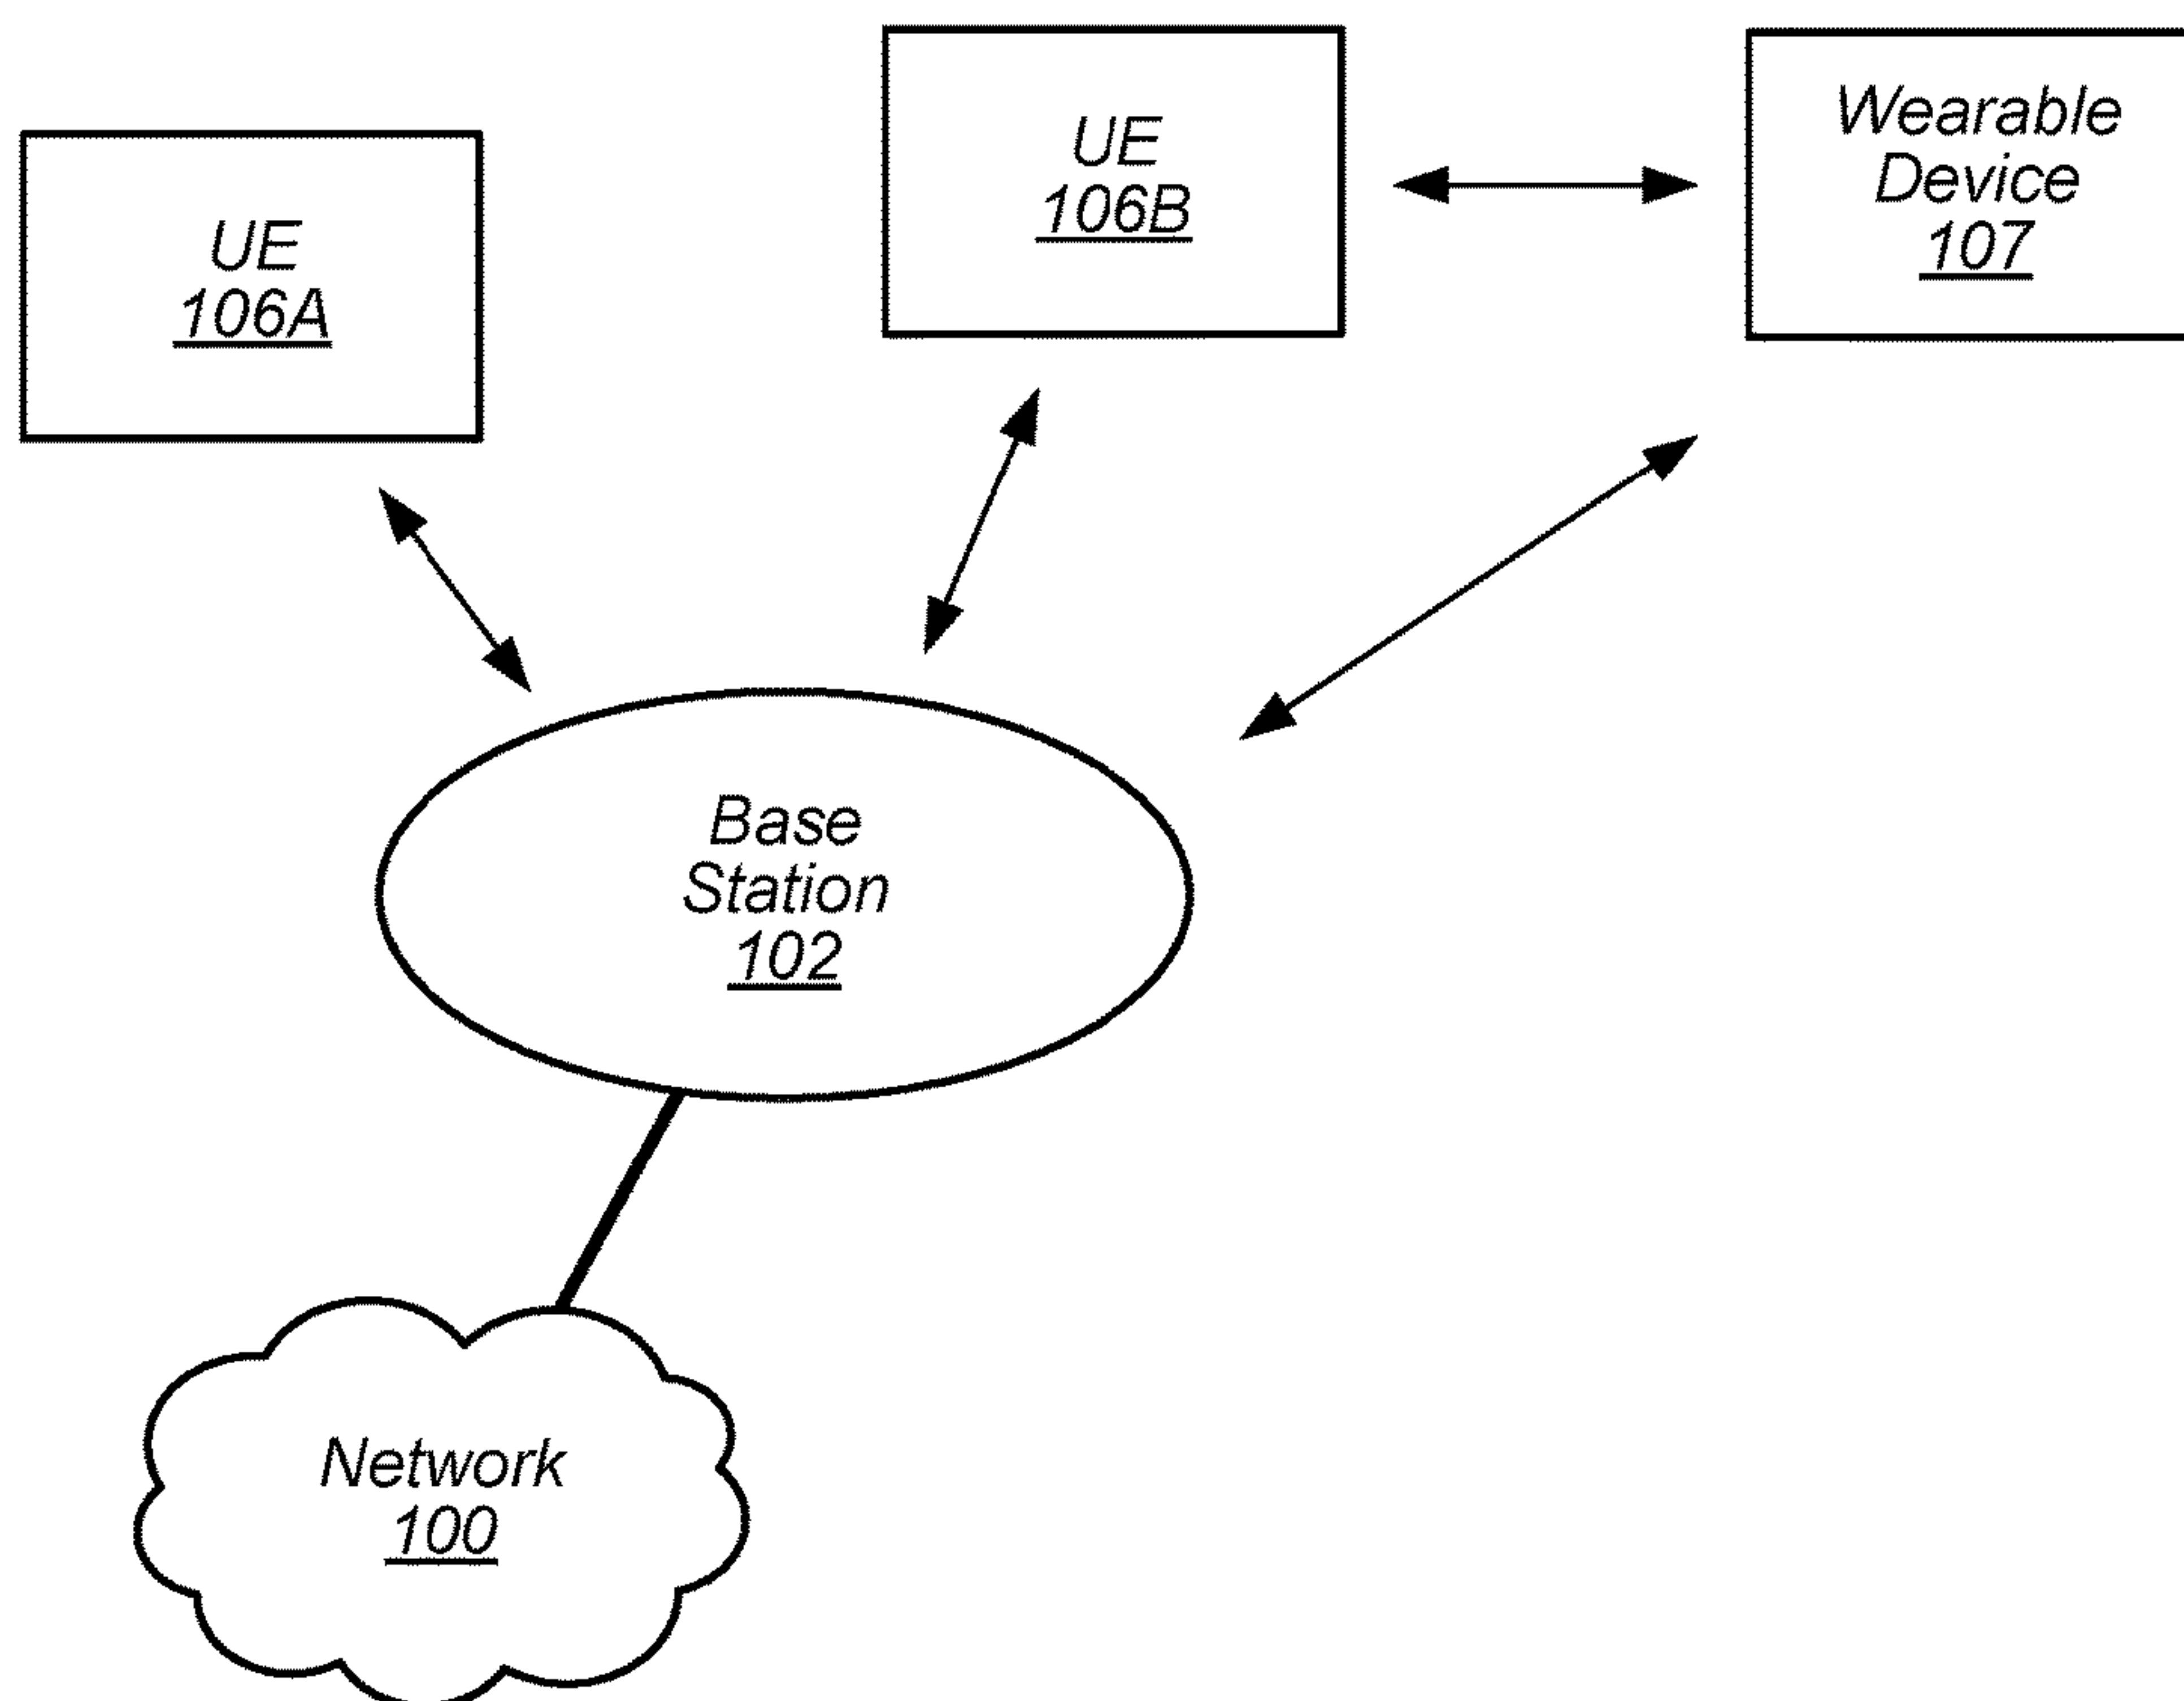 UE
106A
UE
106B
Wearable
Device
107
Base
Station
102
Network
100